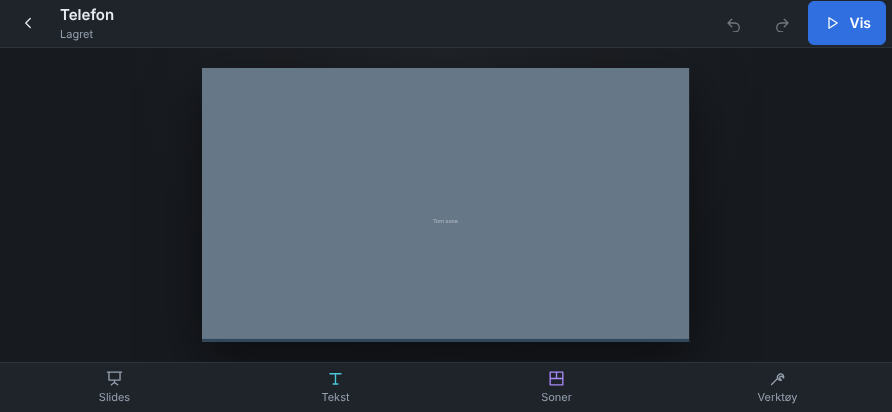 Telefon
Lagret
Vis
Tom sone
Slides
Tekst
Soner
Verktøy